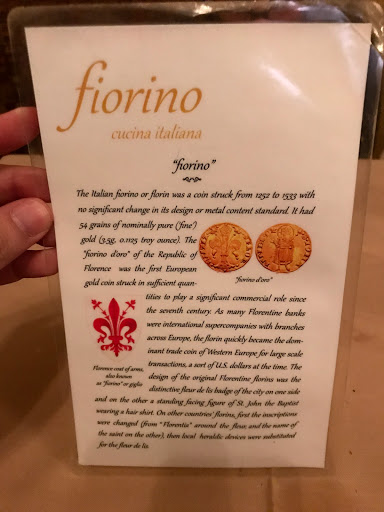 fiorino
cucina italiana
"fiorino"
The Italian fiorino or florin was a coin struck from 1252 to 1533 with
no significant change in its design or metal content standard. It had
54 grains of nominally pure ('fine')
gold (3.5g, 0.1125 troy ounce). The
"fiorino d'oro" of the Republic of
Florence was the first European
gold coin struck in sufficient quan-
"fiorino d'oro"
tities to play a significant commercial role since
the seventh century. As many Florentine banks
were international supercompanies with branches
across Europe, the florin quickly became the dom-
inant trade coin of Western Europe for large scale
transactions, a sort of U.S. dollars at the time. The
design of the original Florentine florins was the
distinctive fleur de lis badge of the city on one side
Florence coat of arms,
also known
as "fiorino" or giglio
and on the other a standing facing figure of St. John the Baptist
wearing a hair shirt. On other countries' florins, first the inscriptions
were changed (from "Florentia" around the fleur, and the name of
the saint on the other), then local heraldic devices were substituted
for the fleur de lis.